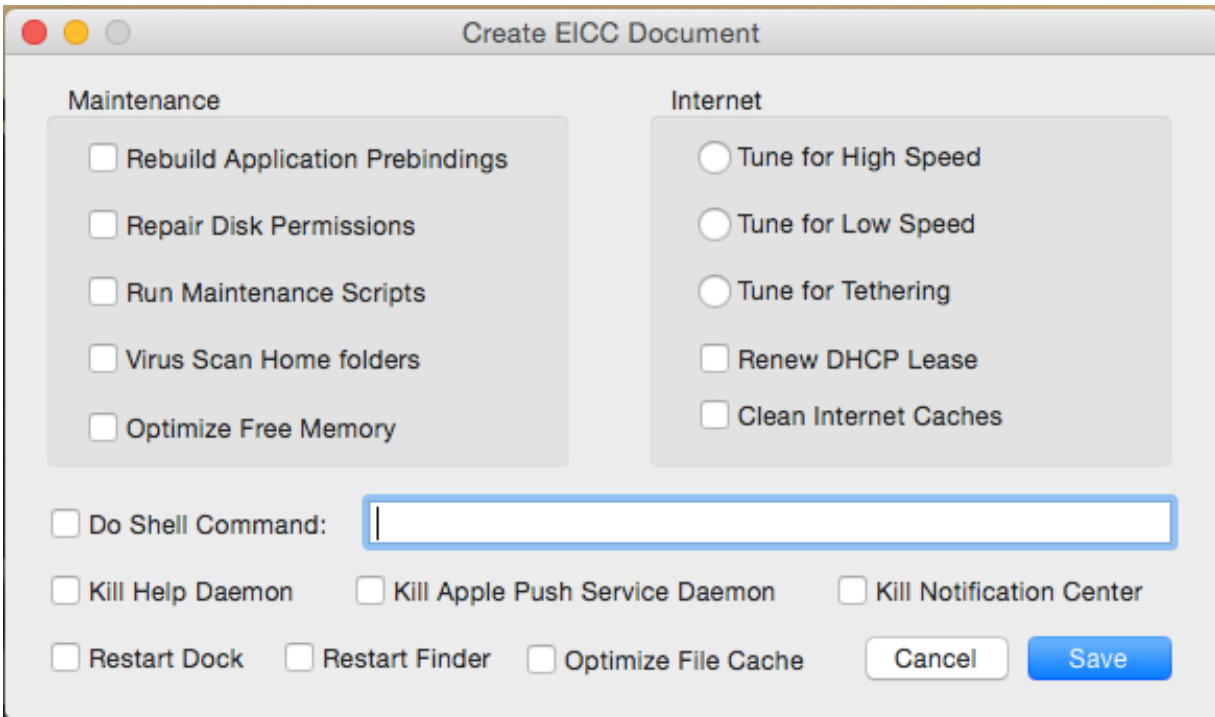 Create EICC Document
Maintenance
Rebuild Application Prebindings
Repair Disk Permissions
Run Maintenance Scripts
Virus Scan Home folders
Optimize Free Memory
Internet
Tune for High Speed
Tune for Low Speed
Tune for Tethering
Renew DHCP Lease
Clean Internet Caches
Do Shell Command:
Kill Help Daemon Kill Apple Push Service Daemon Kill Notification Center
Restart Dock Restart Finder Optimize File Cache Cancel Save